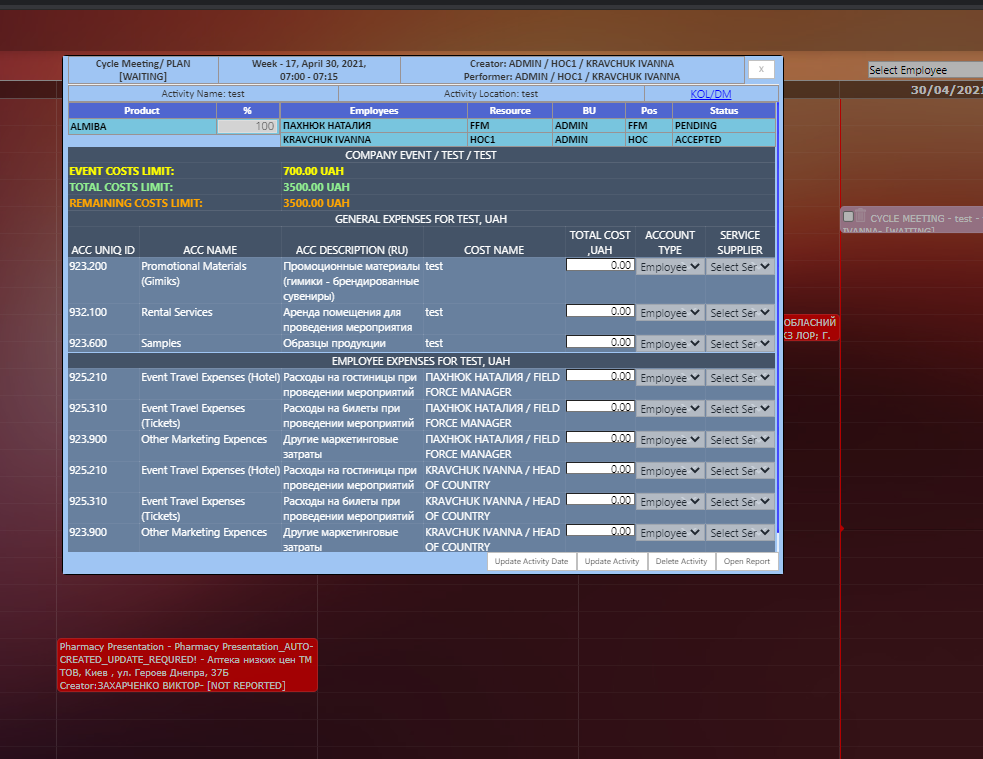 Cycle Meeting/ PLAN
[WAITING]
Week - 17, April 30, 2021,
07:00 - 07:15
Creator: ADMIN / HOC1 / KRAVCHUK IVANNA
Performer: ADMIN / HOC1 / KRAVCHUK IVANNA
x
Select Employee
30/04/2021
Activity Name: test
Activity Location: test
KOL/DM
Product % Employees Resource BU Pos Status
ALMIBA 100 ПАХНЮК НАТАЛИЯ FFM ADMIN FFM PENDING
KRAVCHUK IVANNA HOC1 ADMIN HOC ACCEPTED
COMPANY EVENT / TEST / TEST
EVENT COSTS LIMIT: 700.00 UAH
TOTAL COSTS LIMIT: 3500.00 UAH
REMAINING COSTS LIMIT: 3500.00 UAH
GENERAL EXPENSES FOR TEST, UAH
TOTAL COST ACCOUNT SERVICE
ACC UNIQ ID ACC NAME ACC DESCRIPTION (RU) COST NAME ,UAH TYPE SUPPLIER
923.200 Promotional Materials Промоционные материалы test 0.00 Employee Select Ser
(Gimiks) (гимики - брендированные
сувениры)
932.100 Rental Services Аренда помещения для test 0.00 Employee Select Ser
проведения мероприятия
923.600 Samples Образцы продукции test 0.00 Employee Select Ser
EMPLOYEE EXPENSES FOR TEST, UAH
925.210 Event Travel Expenses (Hotel) Расходы на гостиницы при ПАХНЮК НАТАЛИЯ / FIELD 0.00 Employee Select Ser
проведении мероприятий FORCE MANAGER
925.310 Event Travel Expenses Расходы на билеты при ПАХНЮК НАТАЛИЯ / FIELD 0.00 Employee Select Ser
(Tickets) проведении мероприятий FORCE MANAGER
923.900 Other Marketing Expences Другие маркетинговые ПАХНЮК НАТАЛИЯ / FIELD 0.00 Employee Select Ser
затраты FORCE MANAGER
925.210 Event Travel Expenses (Hotel) Расходы на гостиницы при KRAVCHUK IVANNA / HEAD 0.00 Employee Select Ser
проведении мероприятий OF COUNTRY
925.310 Event Travel Expenses Расходы на билеты при KRAVCHUK IVANNA / HEAD 0.00 Employee Select Ser
(Tickets) проведении мероприятий OF COUNTRY
923.900 Other Marketing Expences Другие маркетинговые KRAVCHUK IVANNA / HEAD 0.00 Employee Select Ser
затраты OF COUNTRY
Update Activity Date Update Activity Delete Activity Open Report
CYCLE MEETING - test -
IVANNA- [WAITING]
ОБЛАСНИЙ
КЗ ЛОР; Г.
Pharmacy Presentation - Pharmacy Presentation_AUTO-
CREATED_UPDATE_REQURED! - Аптека низких цен ТМ
ТОВ, Киев , ул. Героев Днепра, 37Б
Creator:ЗАХАРЧЕНКО ВИКТОР- [NOT REPORTED]